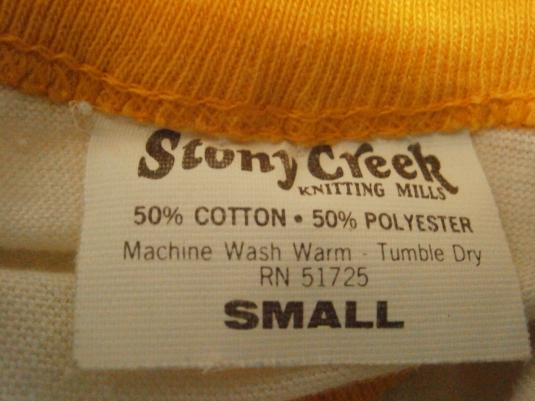 Stony Creek
KNITTING MILLS
50% COTTON • 50% POLYESTER
Machine Wash Warm - Tumble Dry
RN 51725
SMALL